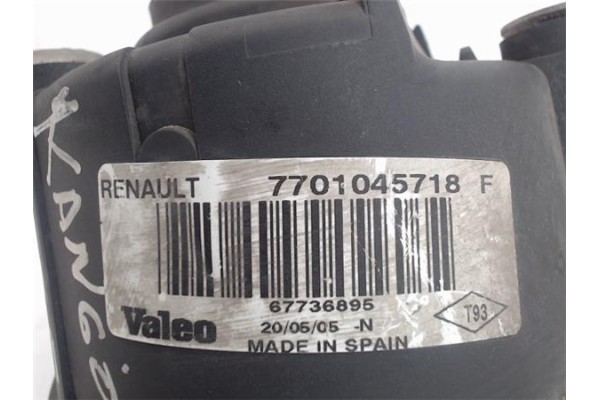 KANGO
RENAULT 7701045718 F
67736895
Valeo 20/05/05 -N T93
MADE IN SPAIN